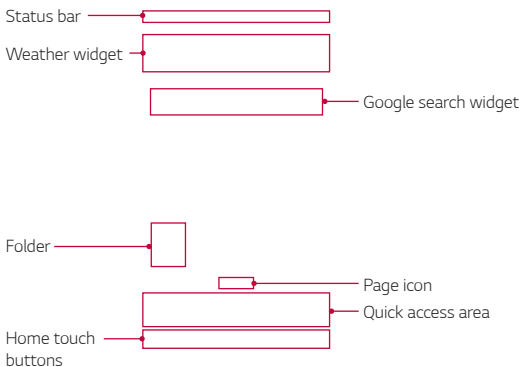 Status bar
Weather widget
Google search widget
Folder
Page icon
Quick access area
Home touch
buttons